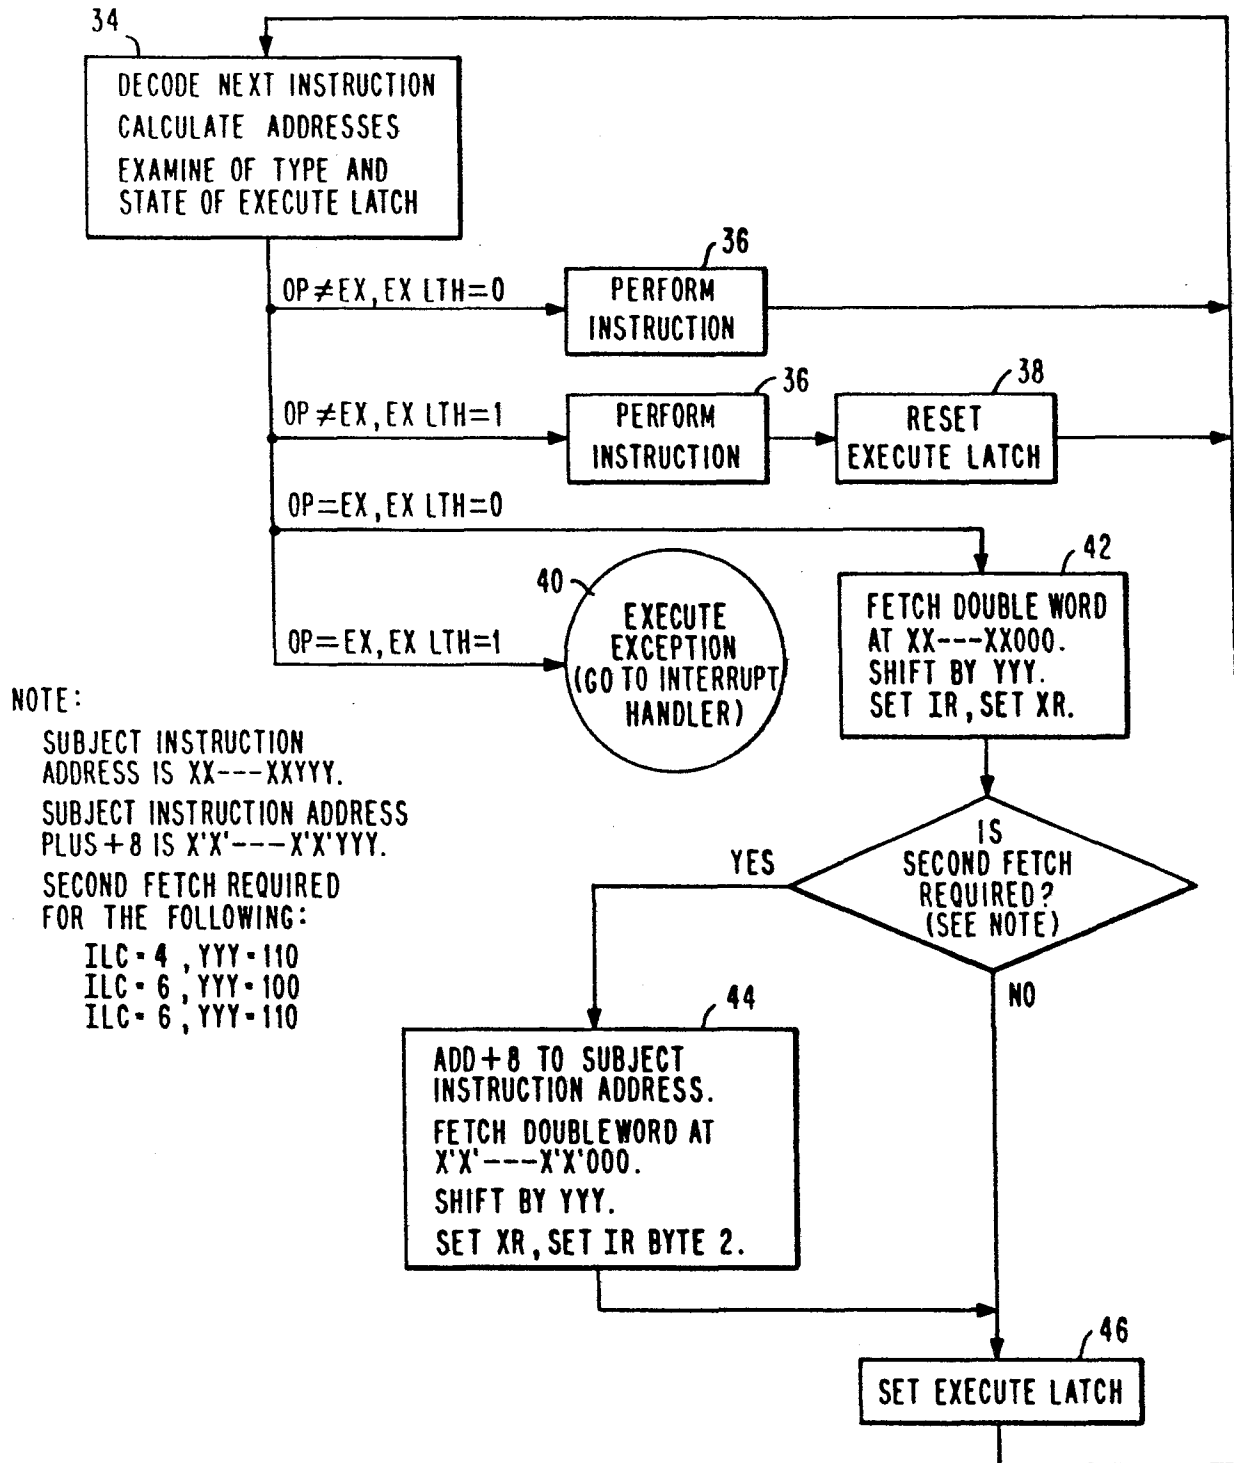 34
DECODE NEXT INSTRUCTION
CALCULATE ADDRESSES
EXAMINE OF TYPE AND
STATE OF EXECUTE LATCH
OP≠EX, EX LTH=0
36
PERFORM
INSTRUCTION
OP≠EX, EX LTH=1
36
PERFORM
INSTRUCTION
38
RESET
EXECUTE LATCH
OP=EX, EX LTH=0
42
FETCH DOUBLE WORD
AT XX---XX000.
SHIFT BY YYY.
SET IR, SET XR.
OP=EX, EX LTH=1
40
EXECUTE
EXCEPTION
(GO TO INTERRUPT
HANDLER)
NOTE:
SUBJECT INSTRUCTION
ADDRESS IS XX---XXYYY.
SUBJECT INSTRUCTION ADDRESS
PLUS+8 IS X'X'----X'X'YYY.
SECOND FETCH REQUIRED
FOR THE FOLLOWING:
ILC=4, YYY=110
ILC=6, YYY=100
ILC=6, YYY=110
IS
SECOND FETCH
REQUIRED?
(SEE NOTE)
YES
NO
44
ADD+8 TO SUBJECT
INSTRUCTION ADDRESS.
FETCH DOUBLEWORD AT
X'X'----X'X'000.
SHIFT BY YYY.
SET XR, SET IR BYTE 2.
46
SET EXECUTE LATCH